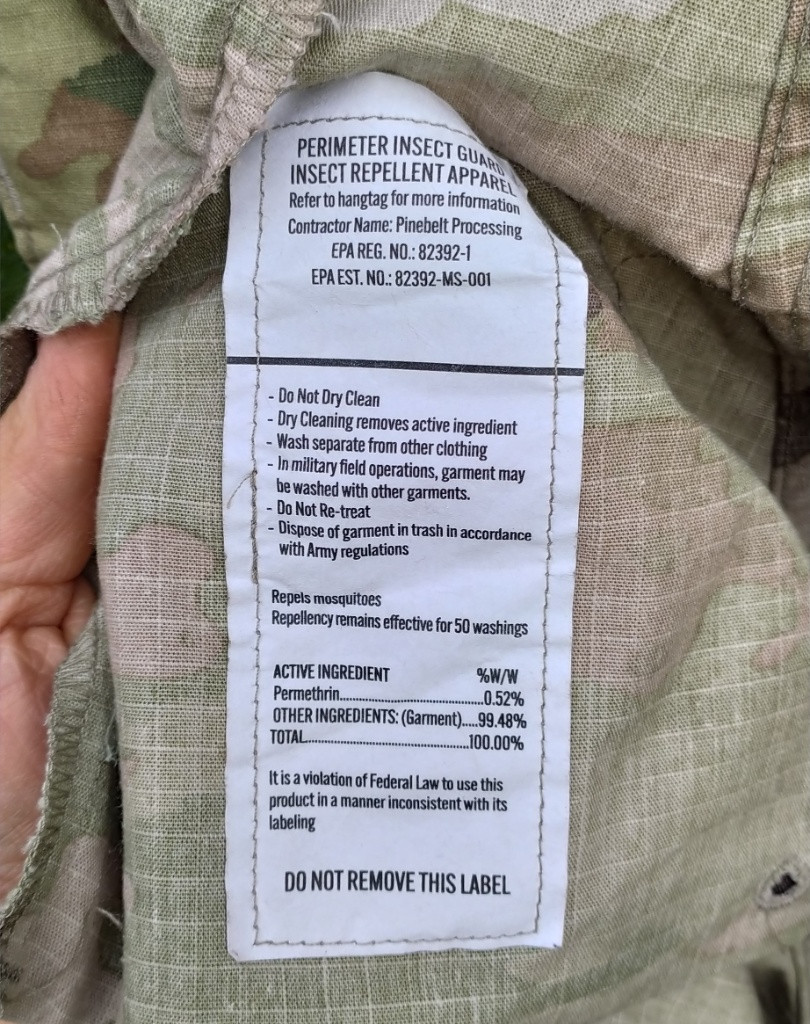 PERIMETER INSECT GUARD
INSECT REPELLENT APPAREL
Refer to hangtag for more information
Contractor Name: Pinebelt Processing
EPA REG. NO.: 82392-1
EPA EST. NO.: 82392-MS-001
- Do Not Dry Clean
- Dry Cleaning removes active ingredient
- Wash separate from other clothing
- In military field operations, garment may
be washed with other garments.
- Do Not Re-treat
- Dispose of garment in trash in accordance
with Army regulations
Repels mosquitoes
Repellency remains effective for 50 washings
ACTIVE INGREDIENT %W/W
Permethrin..........................................0.52%
OTHER INGREDIENTS: (Garment).....99.48%
TOTAL.................................................100.00%
It is a violation of Federal Law to use this
product in a manner inconsistent with its
labeling
DO NOT REMOVE THIS LABEL